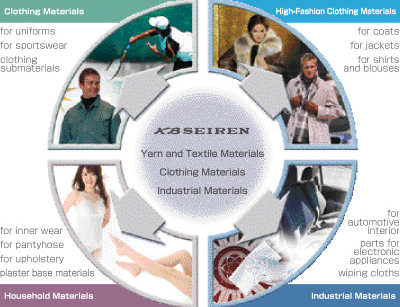 Clothing Materials
for uniforms
for sportswear
clothing
submaterials
High-Fashion Clothing Materials
for coats
for jackets
for shirts
and blouses
KBSEIREN
Yarn and Textile Materials
Clothing Materials
Industrial Materials
for inner wear
for pantyhose
for upholstery
plaster base materials
Household Materials
for
automotive
interior
parts for
electronic
appliances
wiping cloths
Industrial Materials